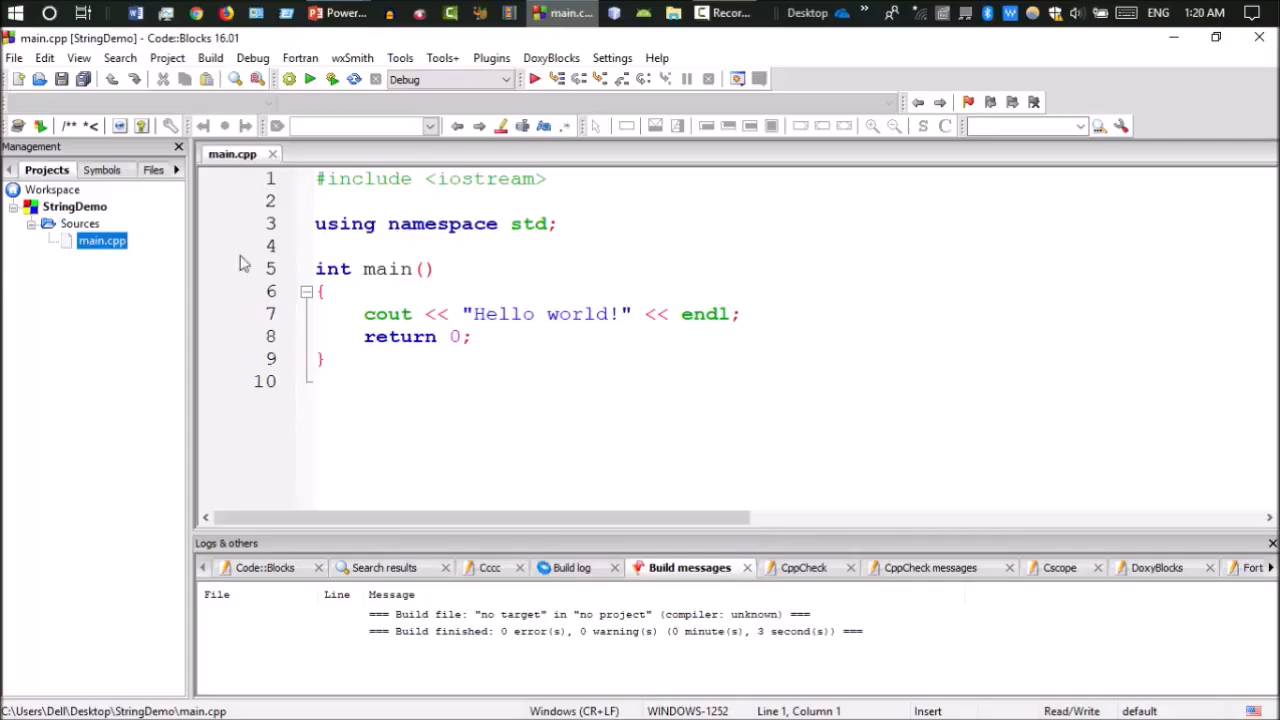 Power...
main.c...
Recor...
Desktop
»
ENG
1:20 AM
main.cpp [StringDemo] - Code::Blocks 16.01
File Edit View Search Project Build Debug Fortran wxSmith Tools Tools+ Plugins DoxyBlocks Settings Help
Debug
/** *<
S C
Management
main.cpp
Projects Symbols Files
Workspace
StringDemo
Sources
main.cpp
1 #include <iostream>
2
3 using namespace std;
4
5 int main()
6 {
7 cout << "Hello world!" << endl;
8 return 0;
9 }
10
Logs & others
Code::Blocks Search results Cccc Build log Build messages CppCheck CppCheck messages Cscope DoxyBlocks Fort
File Line Message
=== Build file: "no target" in "no project" (compiler: unknown) ===
=== Build finished: 0 error(s), 0 warning(s) (0 minute(s), 3 second(s)) ===
C:\Users\Dell\Desktop\StringDemo\main.cpp Windows (CR+LF) WINDOWS-1252 Line 1, Column 1 Insert Read/Write default